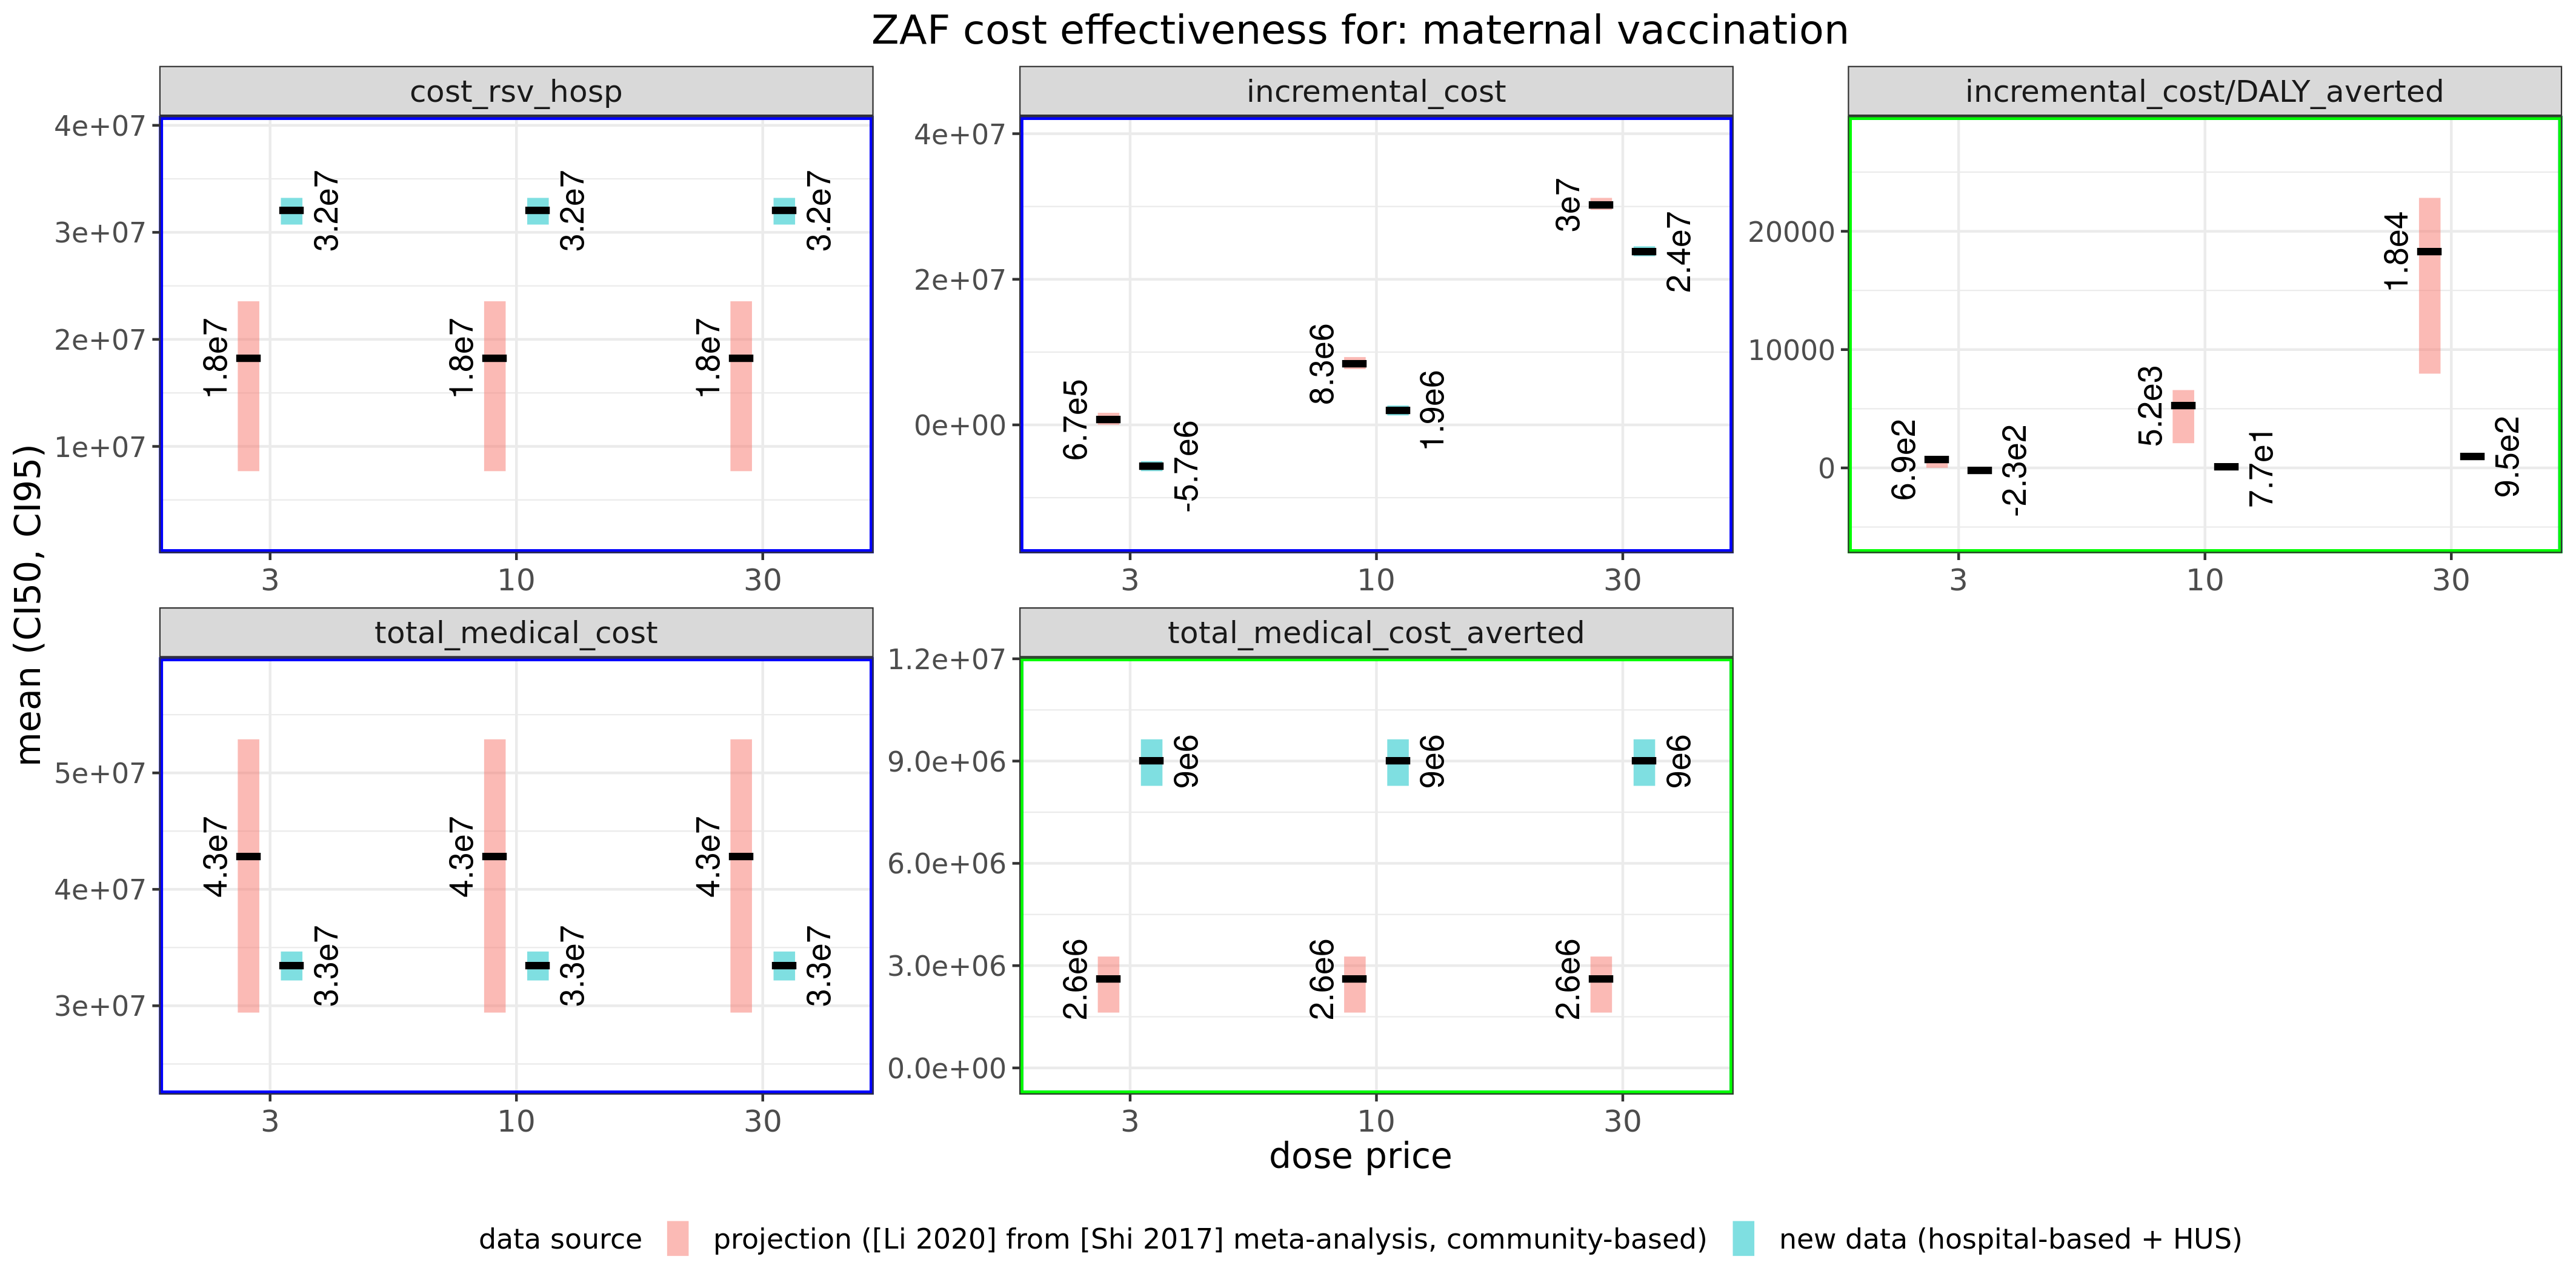 ZAF cost effectiveness for: maternal vaccination
mean (CI50, CI95)
cost_rsv_hosp
4e+07
3e+07
2e+07
1e+07
3.2e7
3.2e7
3.2e7
1.8e7
1.8e7
1.8e7
3
10
30
incremental_cost
4e+07
2e+07
0e+00
6.7e5
-5.7e6
8.3e6
1.9e6
3e7
2.4e7
3
10
30
incremental_cost/DALY_averted
20000
10000
0
6.9e2
-2.3e2
5.2e3
7.7e1
1.8e4
9.5e2
3
10
30
total_medical_cost
5e+07
4e+07
3e+07
4.3e7
3.3e7
4.3e7
3.3e7
4.3e7
3.3e7
3
10
30
total_medical_cost_averted
1.2e+07
9.0e+06
6.0e+06
3.0e+06
0.0e+00
9e6
9e6
9e6
2.6e6
2.6e6
2.6e6
3
10
30
dose price
data source
projection ([Li 2020] from [Shi 2017] meta-analysis, community-based)
new data (hospital-based + HUS)